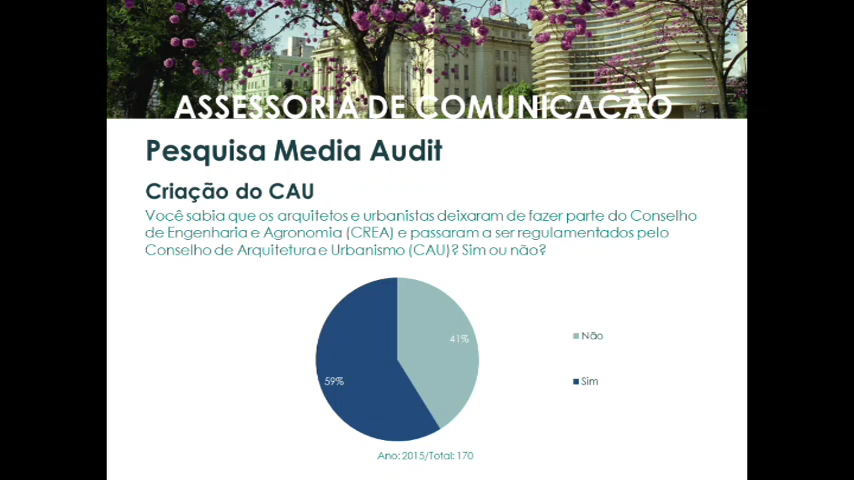 ASSESSORIA DE COMUNICAÇÃO
Pesquisa Media Audit
Criação do CAU
Você sabia que os arquitetos e urbanistas deixaram de fazer parte do Conselho
de Engenharia e Agronomia (CREA) e passaram a ser regulamentados pelo
Conselho de Arquitetura e Urbanismo (CAU)? Sim ou não?
41%
Não
59%
Sim
Ano: 2015/Total: 170